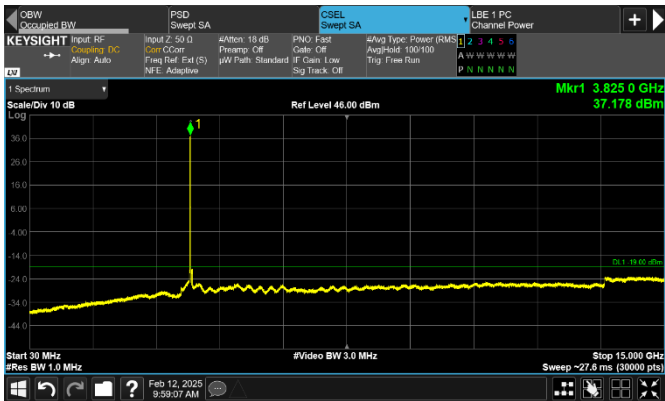 OBW
Occupied BW
PSD
Swept SA
CSEL
Swept SA
LBE 1 PC
Channel Power
KEYSIGHT
Input: RF
Coupling: DC
Align: Auto
Input Z: 50 Ω
Corr CCorr
Freq Ref: Ext (S)
NFE: Adaptive
#Atten: 18 dB
Preamp: Off
µW Path: Standard
PNO: Fast
Gate: Off
IF Gain: Low
Sig Track: Off
#Avg Type: Power (RMS)
Avg|Hold: 100/100
Trig: Free Run
1 2 3 4 5 6
A W W W W W
P N N N N N
LXI
1 Spectrum
Mkr1 3.825 0 GHz
37.178 dBm
Scale/Div 10 dB
Ref Level 46.00 dBm
Log
1
36.0
26.0
16.0
6.00
-4.00
-14.0
DL1 -19.00 dBm
-24.0
-34.0
-44.0
Start 30 MHz
#Video BW 3.0 MHz
Stop 15.000 GHz
#Res BW 1.0 MHz
Sweep ~27.6 ms (30000 pts)
Feb 12, 2025
9:59:07 AM